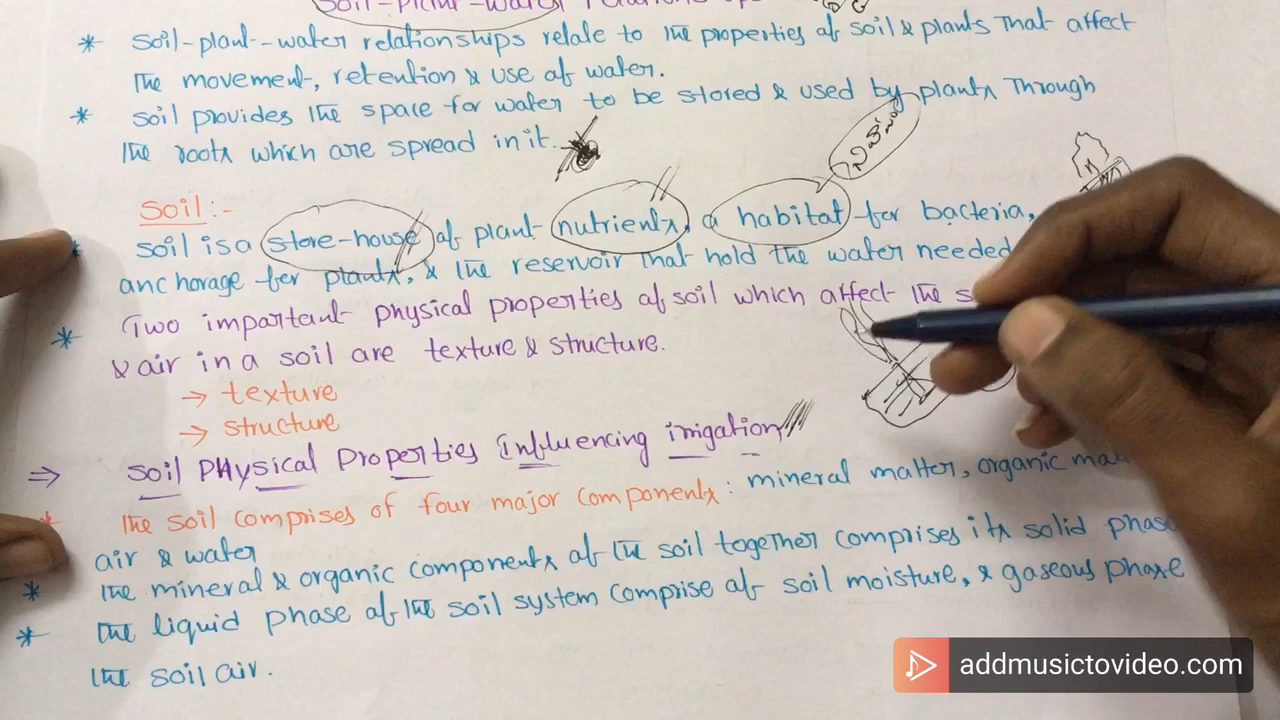 Soil-plant-water relationship
* soil-plant-water relationships relate to the properties of soil & plants that affect
the movement, retention & use of water.
* soil provides the space for water to be stored & used by plants through
the roots which are spread in it.
Soil:-
* soil is a store-house of plant nutrients, a habitat for bacteria,
anchorage for plants, & the reservoir that hold the water needed
* Two important physical properties of soil which affect the s
& air in a soil are texture & structure.
→ texture
→ structure
⇒ soil PHysical Properties influencing irrigation
* the soil comprises of four major components: mineral matter, organic mat
air & water
* the mineral & organic components of the soil together comprises its solid phase
* the liquid phase of the soil system comprise of soil moisture, & gaseous phase
the soil air.
addmusictovideo.com